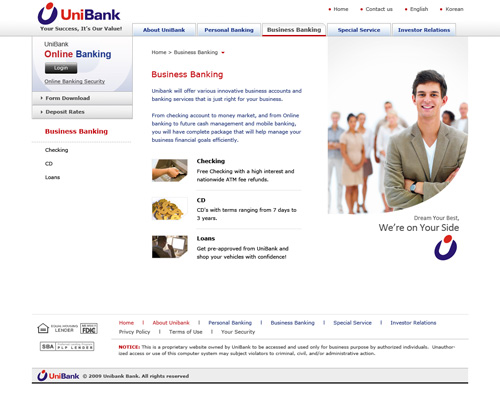 UniBank
Your Success, It's Our Value!
Home
Contact us
English
Korean
About UniBank
Personal Banking
Business Banking
Special Service
Investor Relations
UniBank
Online Banking
Login
Online Banking Security
Form Download
Deposit Rates
Business Banking
Checking
CD
Loans
Home > Business Banking
Business Banking
Unibank will offer various innovative business accounts and
banking services that is just right for your business.
From checking account to money market, and from Online
banking to future cash management and mobile banking,
you will have complete package that will help manage your
business financial goals efficiently.
Checking
Free Checking with a high interest and
nationwide ATM fee refunds.
CD
CD's with terms ranging from 7 days to
3 years.
Loans
Get pre-approved from UniBank and
shop your vehicles with confidence!
Dream Your Best,
We're on Your Side
EQUAL HOUSING
LENDER
MEMBER
FDIC
SBA
PLP LENDER
Home | About Unibank | Personal Banking | Business Banking | Special Service | Investor Relations
Privcy Policy | Terms of Use | Your Security
NOTICE: This is a proprietary website owned by UniBank to be accessed and used only for business purpose by authorized individuals. Unauthor-
ized access or use of this computer system may subject violators to criminal, civil, and/or administrative action.
UniBank © 2009 Unibank Bank. All rights reserved